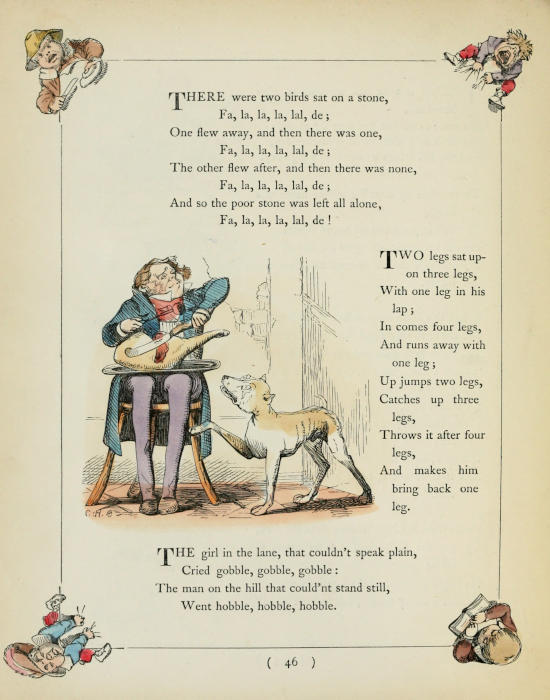 THERE were two birds sat on a stone,
Fa, la, la, la, lal, de ;
One flew away, and then there was one,
Fa, la, la, la, lal, de ;
The other flew after, and then there was none,
Fa, la, la, la, lal, de ;
And so the poor stone was left all alone,
Fa, la, la, la, lal, de !
TWO legs sat up-
on three legs,
With one leg in his
lap ;
In comes four legs,
And runs away with
one leg ;
Up jumps two legs,
Catches up three
legs,
Throws it after four
legs,
And makes him
bring back one
leg.
THE girl in the lane, that couldn't speak plain,
Cried gobble, gobble, gobble :
The man on the hill that could'nt stand still,
Went hobble, hobble, hobble.
( 46 )